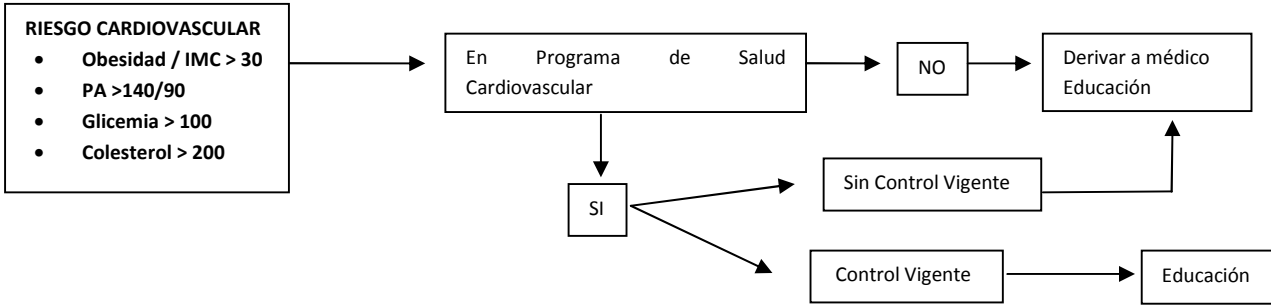 RIESGO CARDIOVASCULAR
• Obesidad / IMC > 30
• PA >140/90
• Glicemia > 100
• Colesterol > 200
En Programa de Salud
Cardiovascular
NO
Derivar a médico
Educación
SI
Sin Control Vigente
Control Vigente
Educación